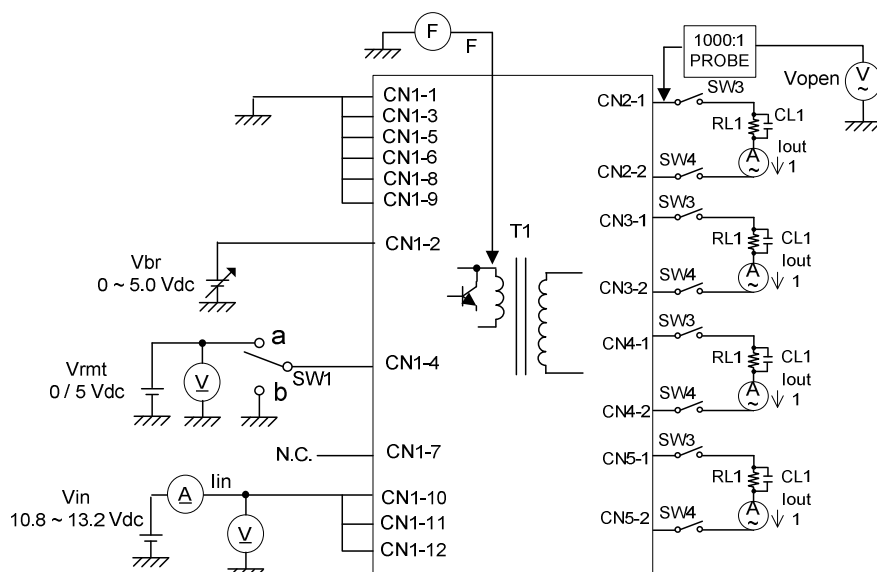 F
F
1000:1
PROBE
V
~
Vopen
CN1-1
CN1-3
CN1-5
CN1-6
CN1-8
CN1-9
CN1-2
Vbr
0 ~ 5.0 Vdc
a
Vrmt
0 / 5 Vdc
V
SW1
b
CN1-4
N.C.
CN1-7
Iin
A
Vin
10.8 ~ 13.2 Vdc
V
CN1-10
CN1-11
CN1-12
T1
CN2-1
SW3
RL1
CL1
A
~
Iout
1
CN2-2
SW4
CN3-1
SW3
RL1
CL1
A
~
Iout
1
CN3-2
SW4
CN4-1
SW3
RL1
CL1
A
~
Iout
1
CN4-2
SW4
CN5-1
SW3
RL1
CL1
A
~
Iout
1
CN5-2
SW4